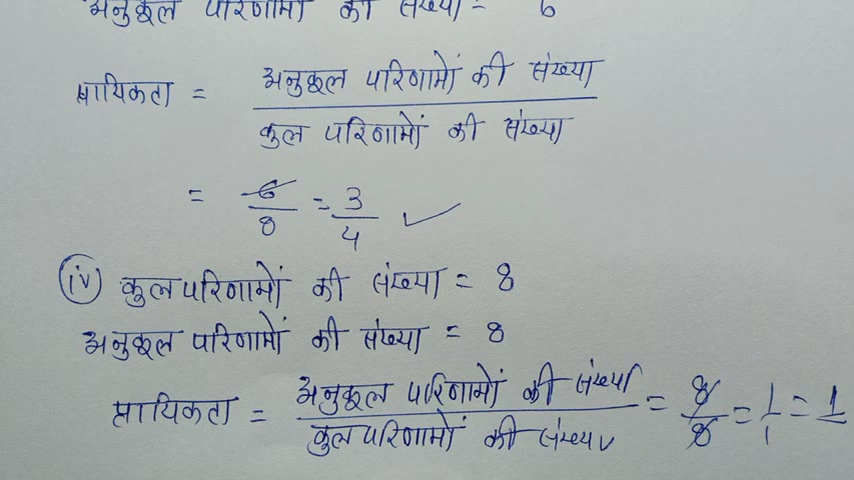 अनुकूल परिणामों की संख्या = 6
प्रायिकता = अनुकूल परिणामों की संख्या / कुल परिणामों की संख्या
= 6/8 = 3/4 ✓
(iv) कुल परिणामों की संख्या = 8
अनुकूल परिणामों की संख्या = 8
प्रायिकता = अनुकूल परिणामों की संख्या / कुल परिणामों की संख्या = 8/8 = 1/1 = 1